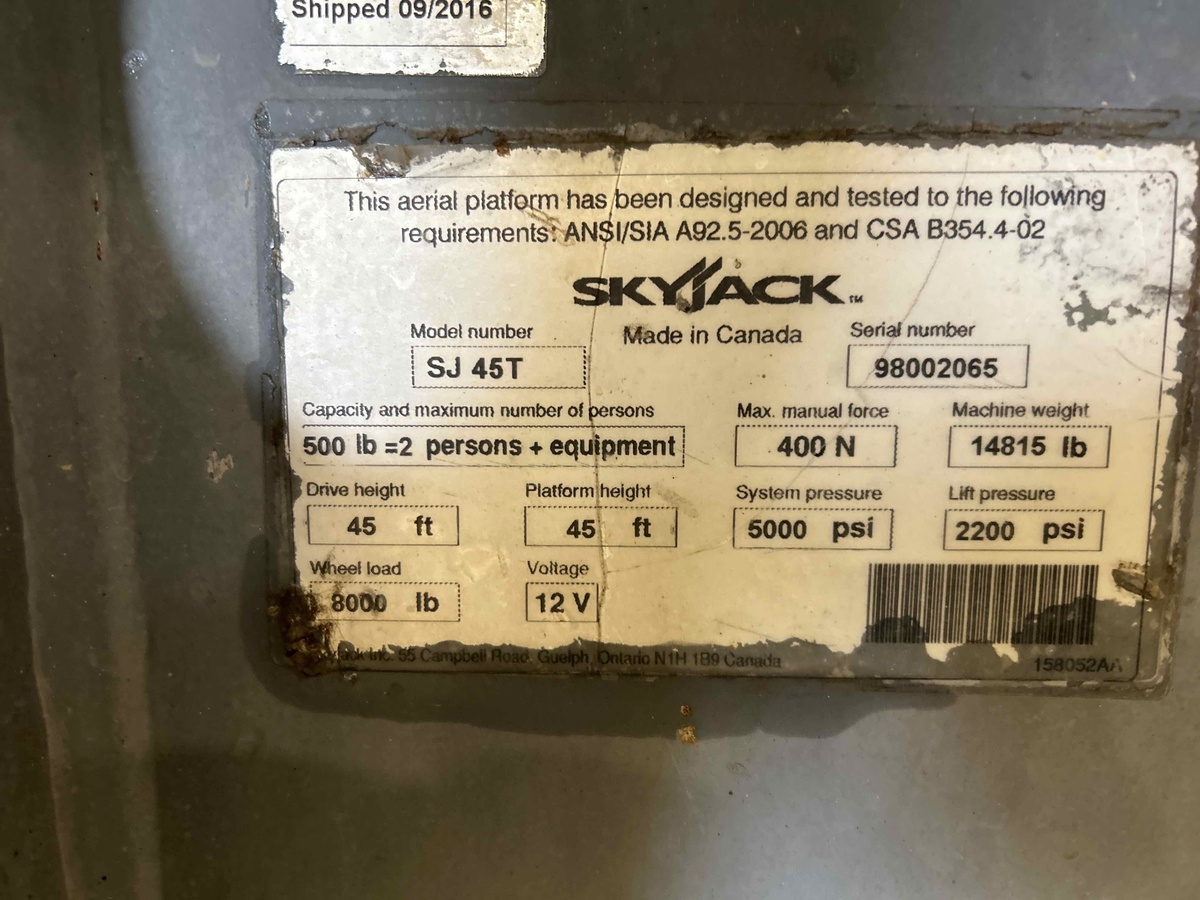 Shipped 09/2016
This aerial platform has been designed and tested to the following
requirements: ANSI/SIA A92.5-2006 and CSA B354.4-02
SKYJACK™
Made in Canada
Model number
SJ 45T
Serial number
98002065
Capacity and maximum number of persons
500 lb =2 persons + equipment
Max. manual force
400 N
Machine weight
14815 lb
Drive height
45 ft
Platform height
45 ft
System pressure
5000 psi
Lift pressure
2200 psi
Wheel load
8000 lb
Voltage
12 V
Skyjack Inc. 55 Campbell Road, Guelph, Ontario N1H 1B9 Canada
158052AA